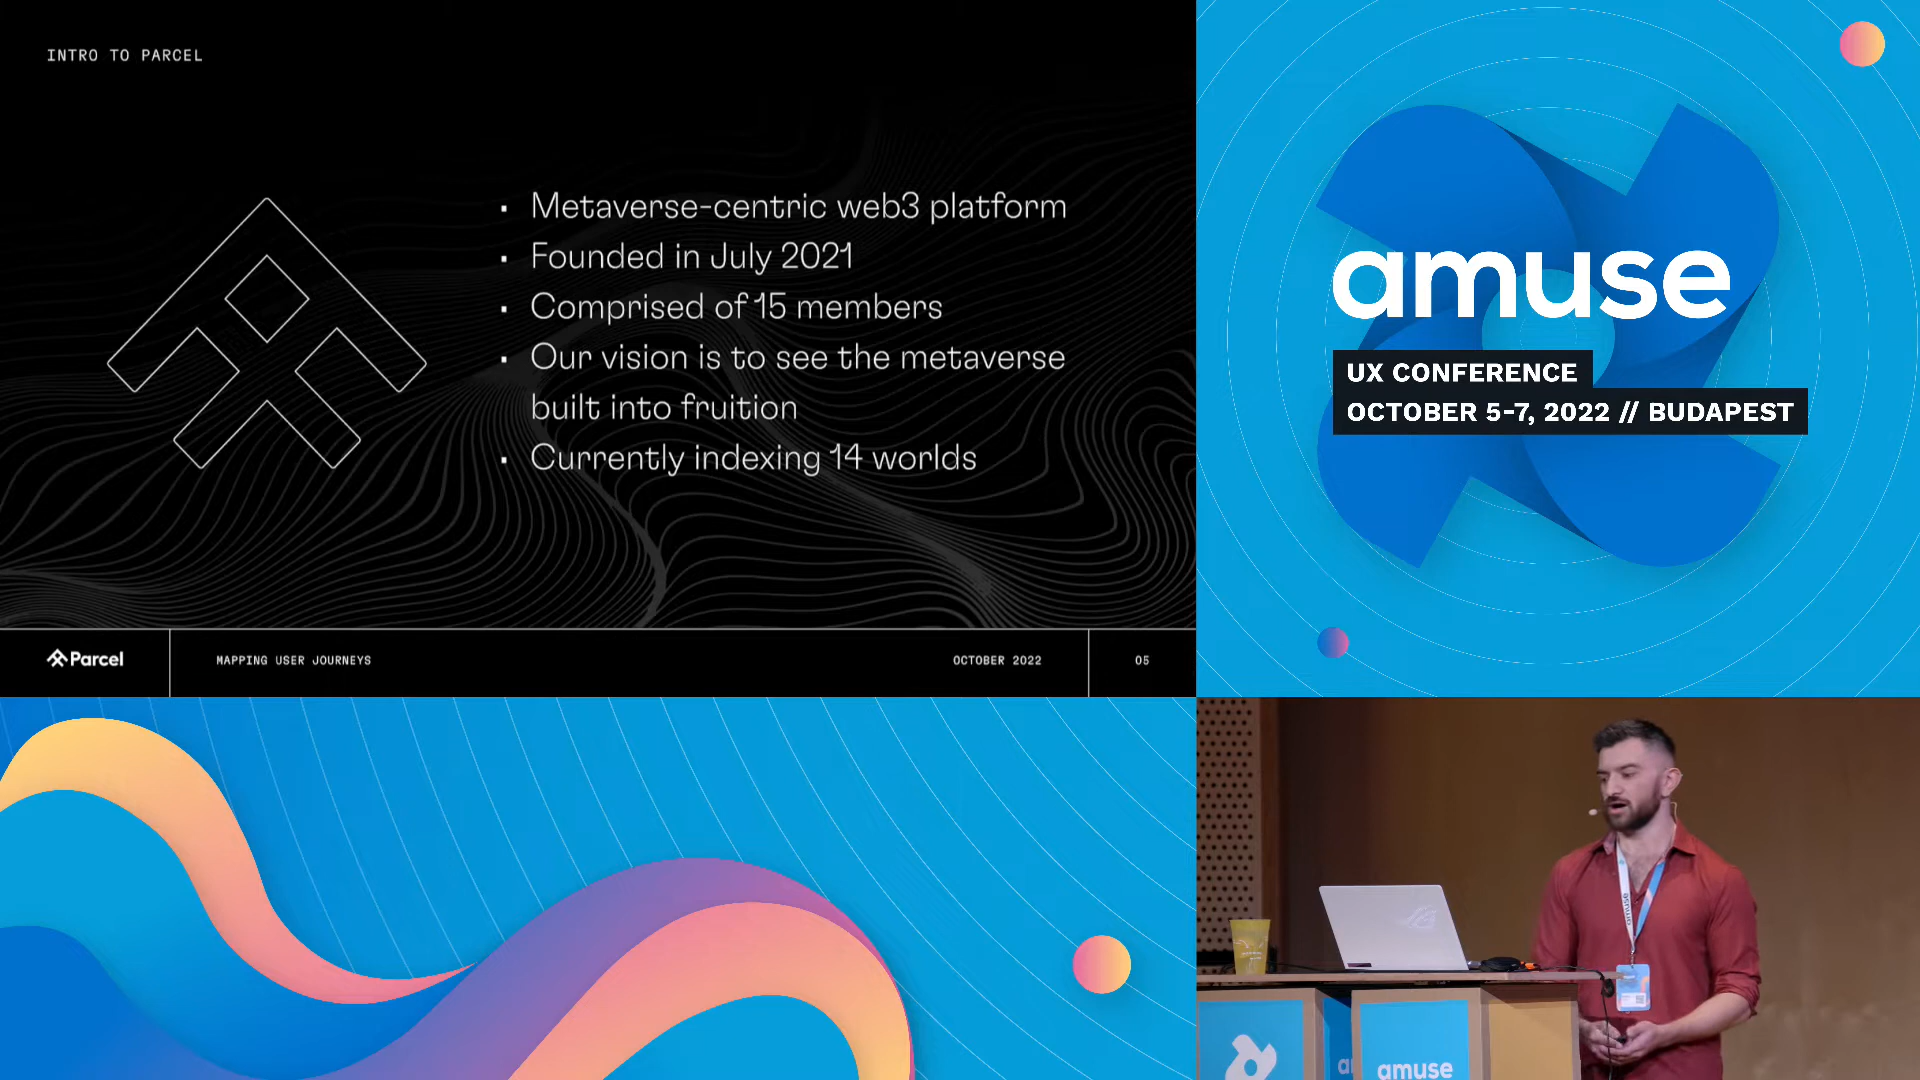 INTRO TO PARCEL
▪ Metaverse-centric web3 platform
▪ Founded in July 2021
▪ Comprised of 15 members
▪ Our vision is to see the metaverse
built into fruition
▪ Currently indexing 14 worlds
Parcel
MAPPING USER JOURNEYS
OCTOBER 2022
05
amuse
UX CONFERENCE
OCTOBER 5-7, 2022 // BUDAPEST
amuse
amuse